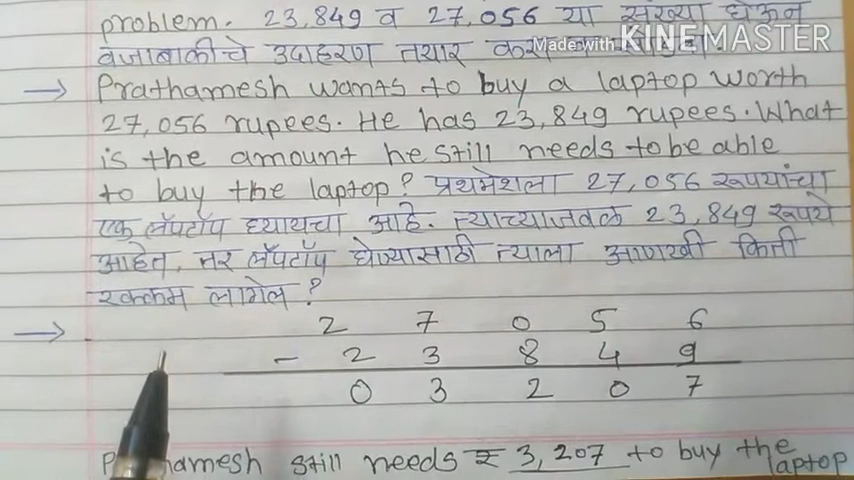 problem. 23,849 व 27,056 या संख्या घेऊन
वजाबाकीचे उदाहरण तयार करा
Made with KINEMASTER
→ Prathamesh wants to buy a laptop worth
27,056 rupees. He has 23,849 rupees. What
is the amount he still needs to be able
to buy the laptop? प्रथमेशला 27,056 रूपयांचा
एक लॅपटॉप घ्यायचा आहे. त्याच्याजवळ 23,849 रूपये
आहेत. तर लॅपटॉप घेण्यासाठी त्याला आणखी किती
रक्कम लागेल?
→ 2 7 0 5 6
- 2 3 8 4 9
0 3 2 0 7
still needs ₹ 3,207 to buy the
laptop